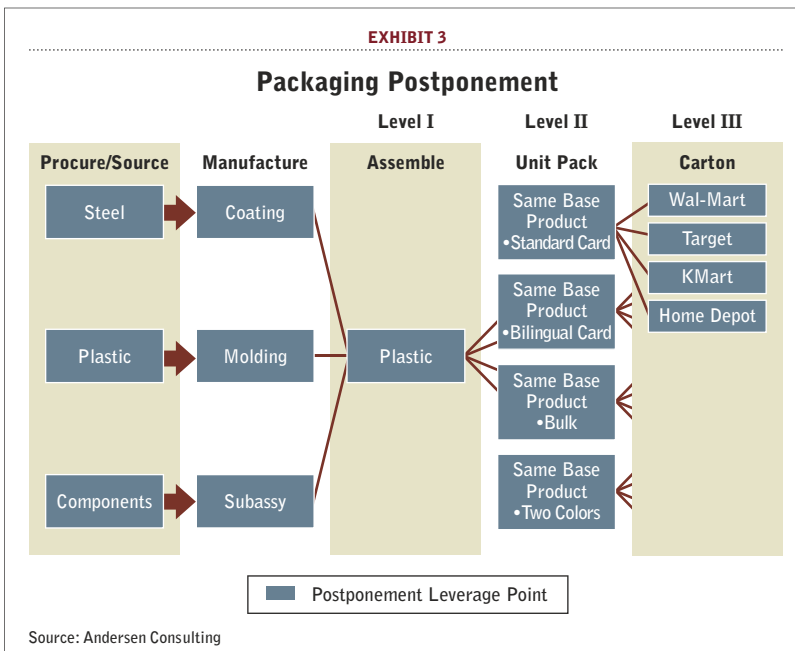 EXHIBIT 3
Packaging Postponement
Level I
Level II
Level III
Procure/Source
Manufacture
Assemble
Unit Pack
Carton
Steel
Coating
Same Base
Product
•Standard Card
Wal-Mart
Target
KMart
Home Depot
Same Base
Product
•Bilingual Card
Plastic
Molding
Plastic
Same Base
Product
•Bulk
Components
Subassy
Same Base
Product
•Two Colors
Postponement Leverage Point
Source: Andersen Consulting